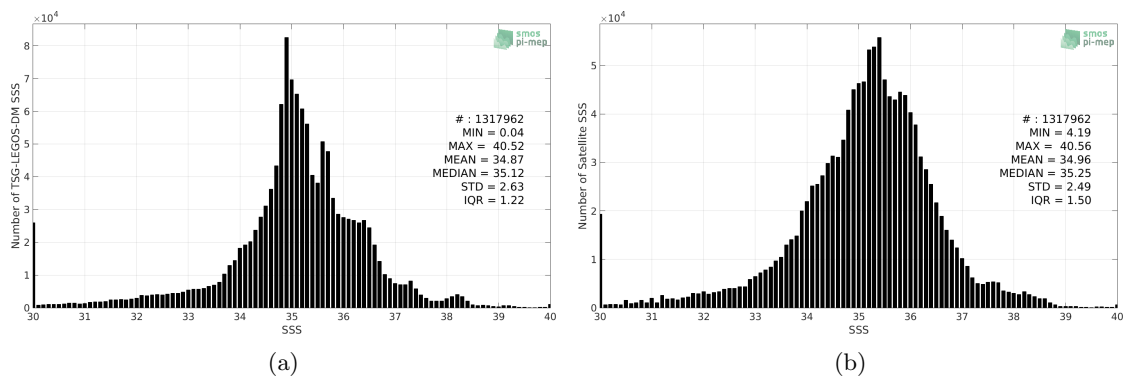 ×10⁴
smos
pi-mep
Number of TSG-LEGOS-DM SSS
8
7
6
5
4
3
2
1
0
# : 1317962
MIN = 0.04
MAX = 40.52
MEAN = 34.87
MEDIAN = 35.12
STD = 2.63
IQR = 1.22
30 31 32 33 34 35 36 37 38 39 40
SSS
(a)
×10⁴
smos
pi-mep
Number of Satellite SSS
5
4
3
2
1
0
# : 1317962
MIN = 4.19
MAX = 40.56
MEAN = 34.96
MEDIAN = 35.25
STD = 2.49
IQR = 1.50
30 31 32 33 34 35 36 37 38 39 40
SSS
(b)